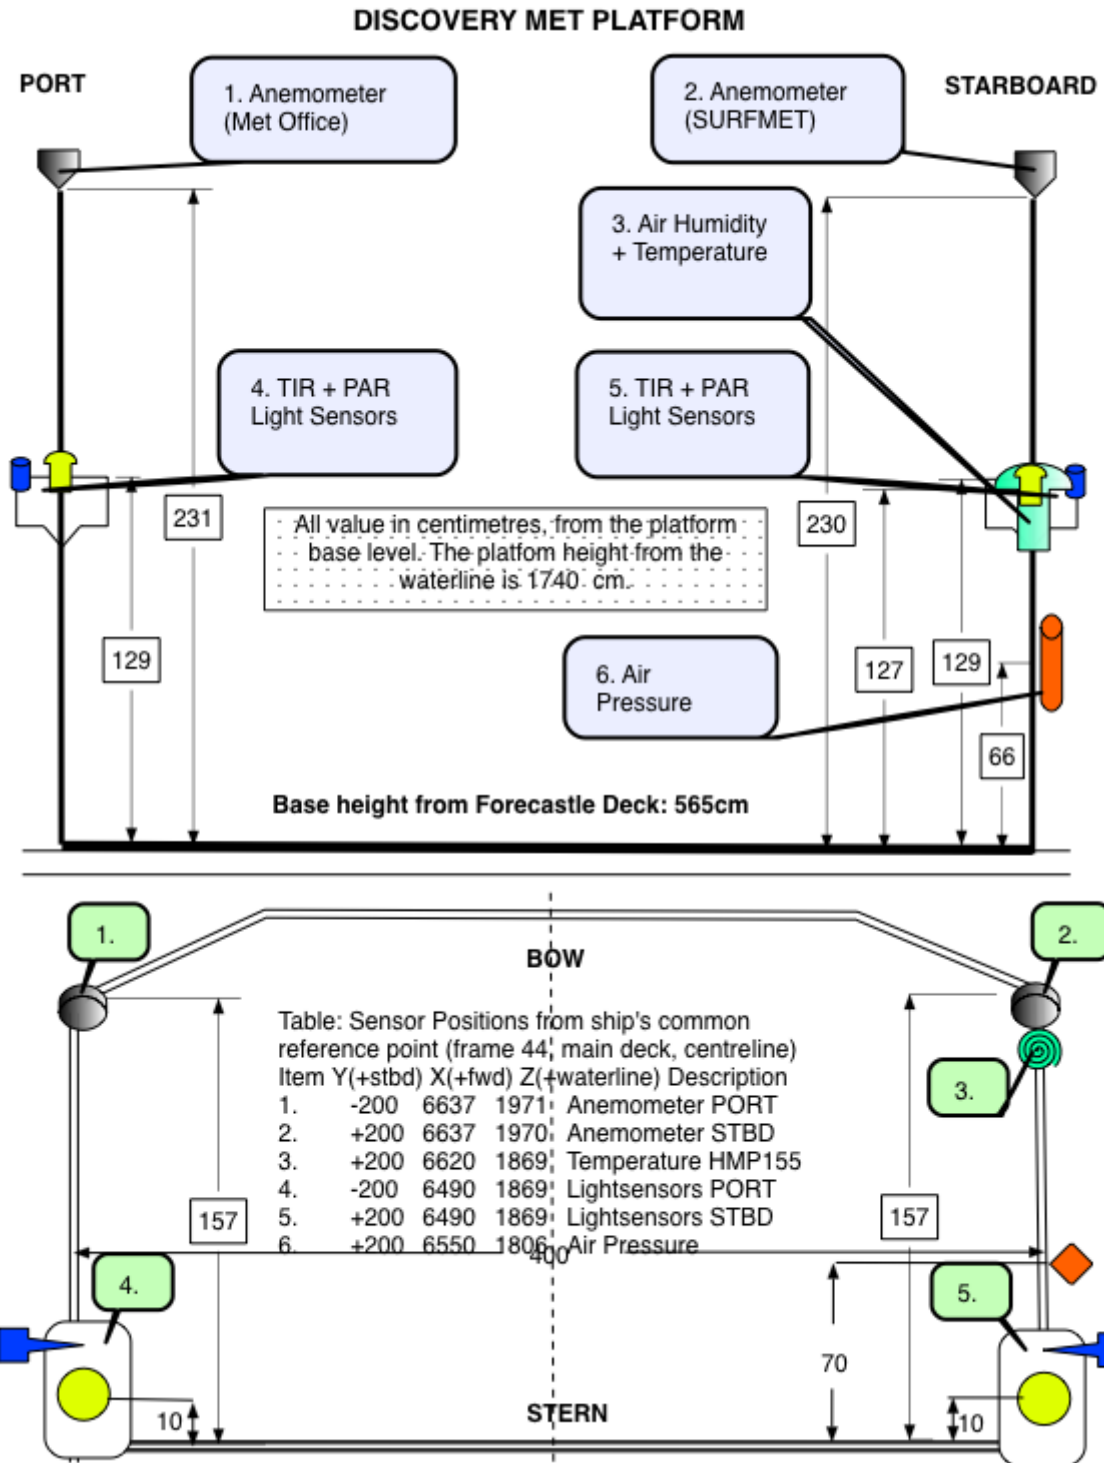 DISCOVERY MET PLATFORM
PORT
STARBOARD
1. Anemometer
(Met Office)
2. Anemometer
(SURFMET)
3. Air Humidity
+ Temperature
4. TIR + PAR
Light Sensors
5. TIR + PAR
Light Sensors
231
230
All value in centimetres, from the platform
base level. The platfom height from the
waterline is 1740 cm.
129
127
129
6. Air
Pressure
66
Base height from Forecastle Deck: 565cm
1.
2.
BOW
Table: Sensor Positions from ship's common
reference point (frame 44, main deck, centreline)
Item Y(+stbd) X(+fwd) Z(+waterline) Description
1. -200 6637 1971 Anemometer PORT
2. +200 6637 1970 Anemometer STBD
3. +200 6620 1869 Temperature HMP155
4. -200 6490 1869 Lightsensors PORT
5. +200 6490 1869 Lightsensors STBD
6. +200 6550 1806 Air Pressure
3.
157
157
400
4.
5.
70
10
STERN
10